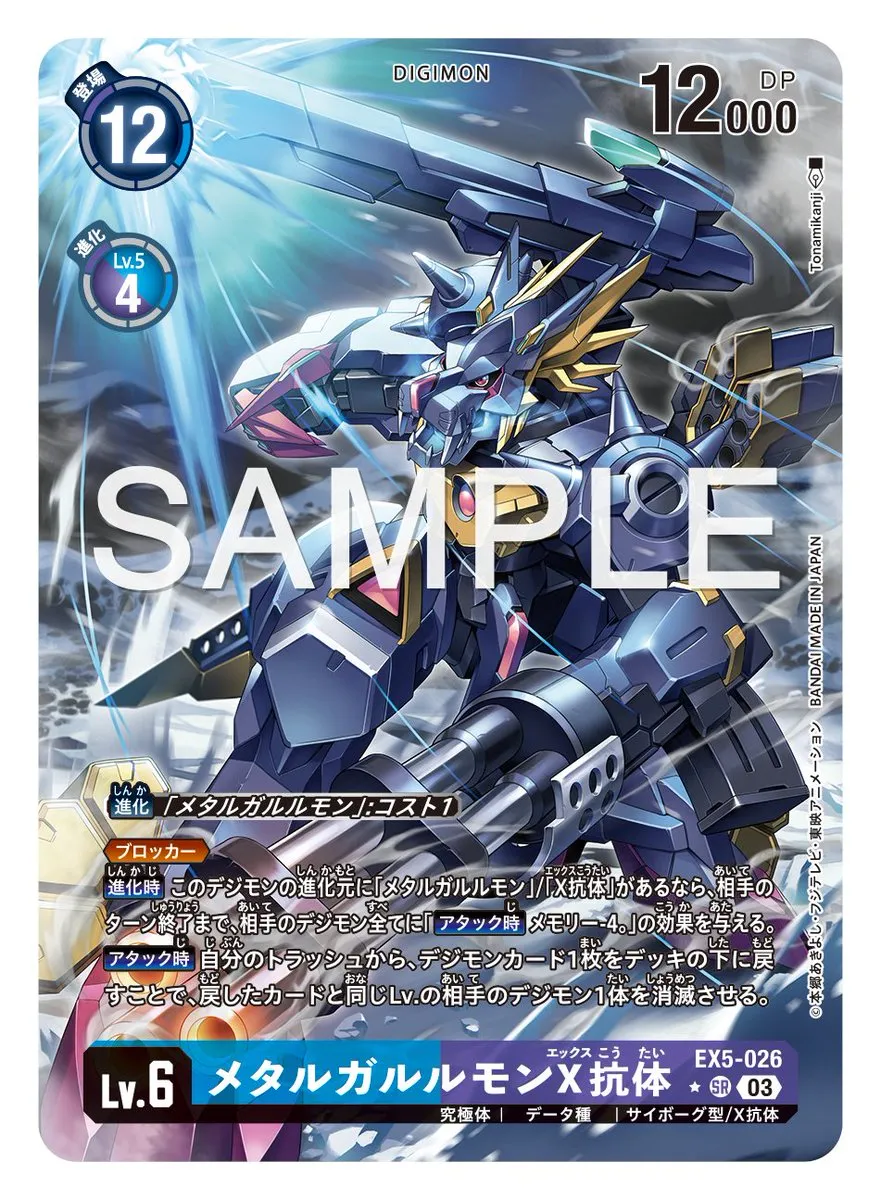 DIGIMON
登場
12
12000
DP
進化
Lv.5
4
Tonamikanji
SAMPLE
©本郷あきよし・フジテレビ・東映アニメーション BANDAI MADE IN JAPAN
進化 「メタルガルルモン」:コスト1
ブロッカー
進化時 このデジモンの進化元に「メタルガルルモン」/「X抗体」があるなら、相手の
ターン終了まで、相手のデジモン全てに「アタック時 メモリー-4。」の効果を与える。
アタック時 自分のトラッシュから、デジモンカード1枚をデッキの下に戻
すことで、戻したカードと同じLv.の相手のデジモン1体を消滅させる。
Lv.6
メタルガルルモンX抗体
EX5-026
★ SR 03
究極体 | データ種 | サイボーグ型/X抗体